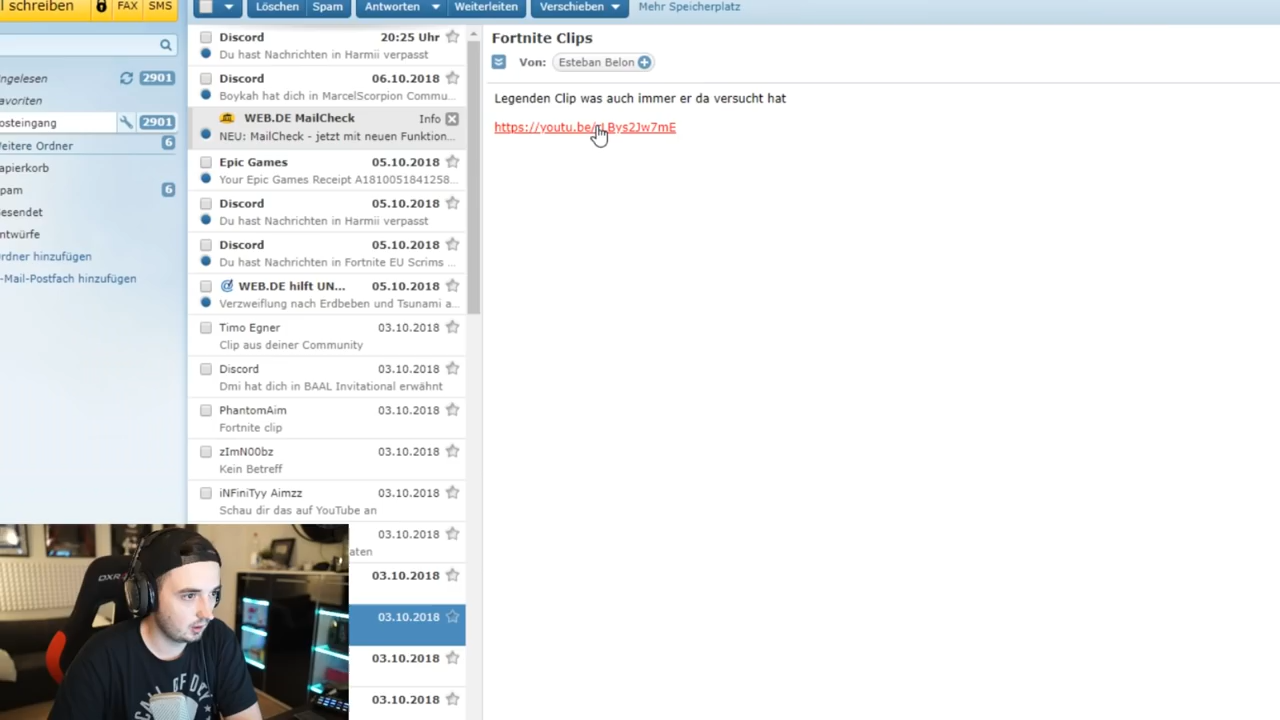 schreiben FAX SMS
Löschen Spam Antworten Weiterleiten Verschieben Mehr Speicherplatz
ngelesen 2901
avoriten
osteingang 2901
eitere Ordner 6
apierkorb
pam 6
esendet
ntwürfe
rdner hinzufügen
-Mail-Postfach hinzufügen
Discord 20:25 Uhr
Du hast Nachrichten in Harmii verpasst
Discord 06.10.2018
Boykah hat dich in MarcelScorpion Commu...
WEB.DE MailCheck Info
NEU: MailCheck - jetzt mit neuen Funktion...
Epic Games 05.10.2018
Your Epic Games Receipt A1810051841258...
Discord 05.10.2018
Du hast Nachrichten in Harmii verpasst
Discord 05.10.2018
Du hast Nachrichten in Fortnite EU Scrims ...
WEB.DE hilft UN... 05.10.2018
Verzweiflung nach Erdbeben und Tsunami a...
Timo Egner 03.10.2018
Clip aus deiner Community
Discord 03.10.2018
Dmi hat dich in BAAL Invitational erwähnt
PhantomAim 03.10.2018
Fortnite clip
zImN00bz 03.10.2018
Kein Betreff
iNFiniTyy Aimzz 03.10.2018
Schau dir das auf YouTube an
03.10.2018
aten
03.10.2018
03.10.2018
03.10.2018
03.10.2018
Fortnite Clips
Von: Esteban Belon
Legenden Clip was auch immer er da versucht hat